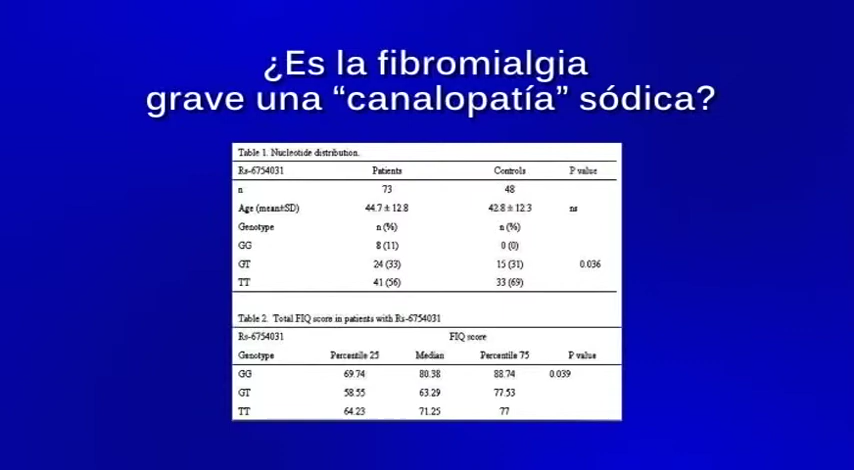 ¿Es la fibromialgia
grave una “canalopatía” sódica?
Table 1. Nucleotide distribution.
Rs-6754031 Patients Controls P value
n 73 48
Age (mean±SD) 44.7 ± 12.8 42.8 ± 12.3 ns
Genotype n (%) n (%)
GG 8 (11) 0 (0)
GT 24 (33) 15 (31) 0.036
TT 41 (56) 33 (69)
Table 2. Total FIQ score in patients with Rs-6754031
Rs-6754031 FIQ score
Genotype Percentile 25 Median Percentile 75 P value
GG 69.74 80.38 88.74 0.039
GT 58.55 63.29 77.53
TT 64.23 71.25 77